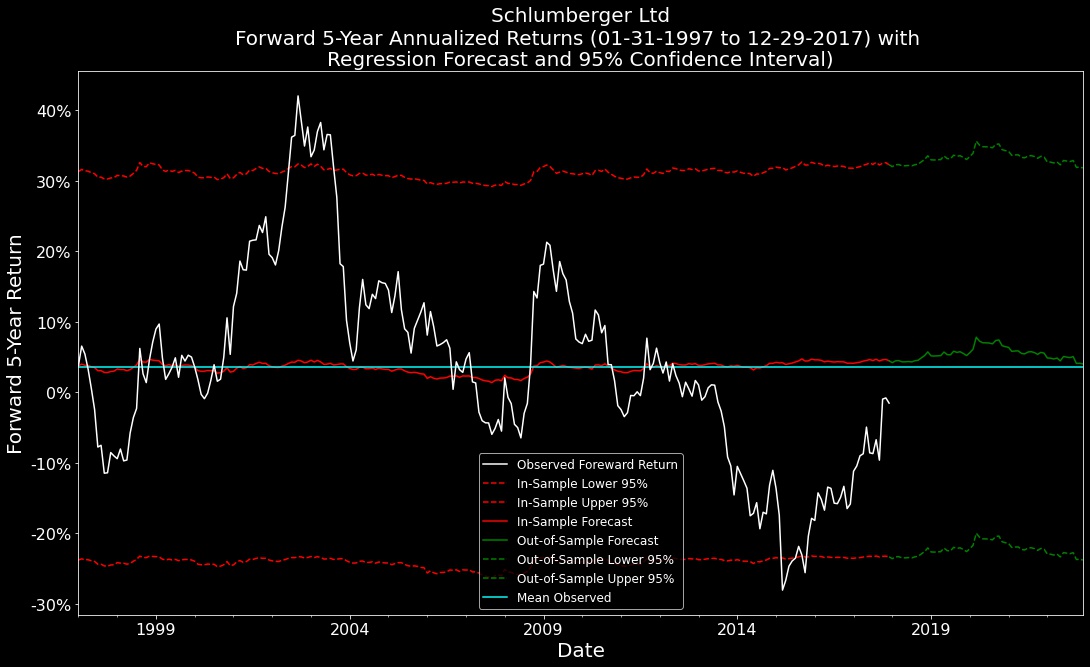 Schlumberger Ltd
Forward 5-Year Annualized Returns (01-31-1997 to 12-29-2017) with
Regression Forecast and 95% Confidence Interval)
Forward 5-Year Return
40%
30%
20%
10%
0%
-10%
-20%
-30%
Observed Foreward Return
In-Sample Lower 95%
In-Sample Upper 95%
In-Sample Forecast
Out-of-Sample Forecast
Out-of-Sample Lower 95%
Out-of-Sample Upper 95%
Mean Observed
1999 2004 2009 2014 2019
Date